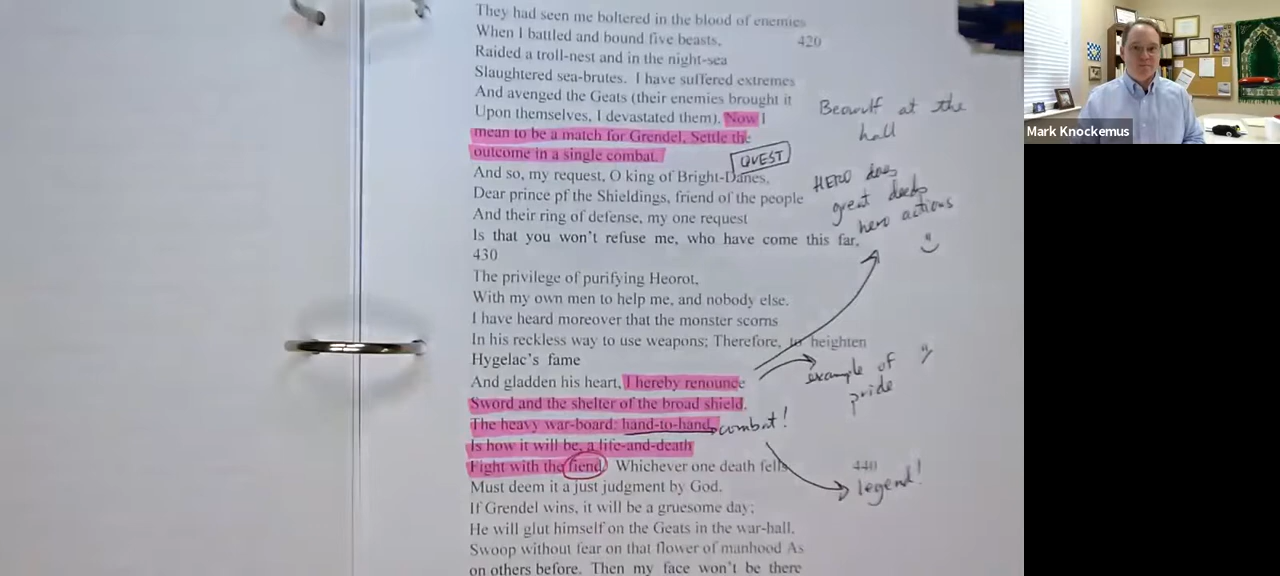 They had seen me boltered in the blood of enemies
When I battled and bound five beasts, 420
Raided a troll-nest and in the night-sea
Slaughtered sea-brutes. I have suffered extremes
And avenged the Geats (their enemies brought it
Upon themselves, I devastated them). Now I
mean to be a match for Grendel, Settle the
outcome in a single combat.
QUEST
And so, my request, O king of Bright-Danes,
Dear prince pf the Shieldings, friend of the people
And their ring of defense, my one request
Is that you won't refuse me, who have come this far,
430
The privilege of purifying Heorot,
With my own men to help me, and nobody else.
I have heard moreover that the monster scorns
In his reckless way to use weapons; Therefore, to heighten
Hygelac's fame
And gladden his heart, I hereby renounce
Sword and the shelter of the broad shield,
The heavy war-board: hand-to-hand combat!
Is how it will be, a life-and-death
Fight with the fiend. Whichever one death fells 440
Must deem it a just judgment by God.
If Grendel wins, it will be a gruesome day;
He will glut himself on the Geats in the war-hall,
Swoop without fear on that flower of manhood As
on others before. Then my face won't be there
Beowulf at the
hall
HERO does
great deeds
hero actions
example of
pride
legend!
Mark Knockemus